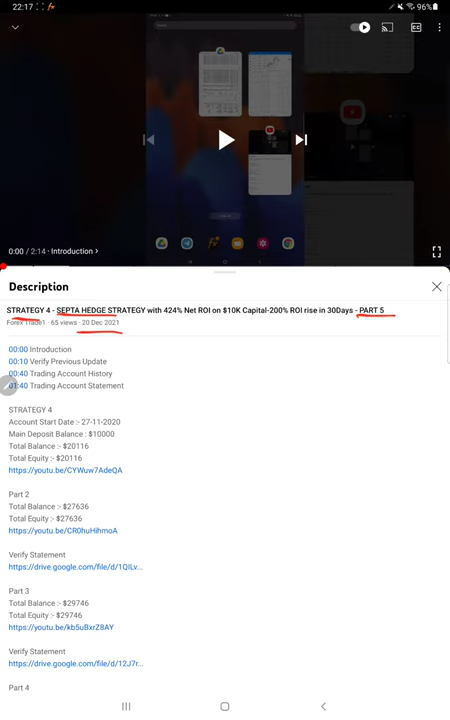 22:17
96%
CC
0:00 / 2:14 · Introduction >
Description
STRATEGY 4 - SEPTA HEDGE STRATEGY with 424% Net ROI on $10K Capital-200% ROI rise in 30Days - PART 5
Forex Trade1 · 65 views · 20 Dec 2021
00:00 Introduction
00:10 Verify Previous Update
00:40 Trading Account History
01:40 Trading Account Statement
STRATEGY 4
Account Start Date :- 27-11-2020
Main Deposit Balance : $10000
Total Balance :- $20116
Total Equity :- $20116
https://youtu.be/CYWuw7AdeQA
Part 2
Total Balance :- $27636
Total Equity :- $27636
https://youtu.be/CR0huHihmoA
Verify Statement
https://drive.google.com/file/d/1QILv...
Part 3
Total Balance :- $29746
Total Equity :- $29746
https://youtu.be/kb5uBxrZ8AY
Verify Statement
https://drive.google.com/file/d/12J7r...
Part 4